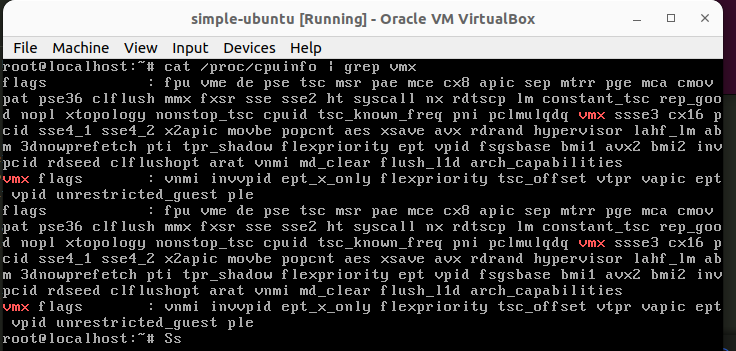 simple-ubuntu [Running] - Oracle VM VirtualBox
File Machine View Input Devices Help
root@localhost:~# cat /proc/cpuinfo | grep vmx
flags : fpu vme de pse tsc msr pae mce cx8 apic sep mtrr pge mca cmov
pat pse36 clflush mmx fxsr sse sse2 ht syscall nx rdtscp lm constant_tsc rep_goo
d nopl xtopology nonstop_tsc cpuid tsc_known_freq pni pclmulqdq vmx ssse3 cx16 p
cid sse4_1 sse4_2 x2apic movbe popcnt aes xsave avx rdrand hypervisor lahf_lm ab
m 3dnowprefetch pti tpr_shadow flexpriority ept vpid fsgsbase bmi1 avx2 bmi2 inv
pcid rdseed clflushopt arat vnmi md_clear flush_l1d arch_capabilities
vmx flags : vnmi invvpid ept_x_only flexpriority tsc_offset vtpr vapic ept
vpid unrestricted_guest ple
flags : fpu vme de pse tsc msr pae mce cx8 apic sep mtrr pge mca cmov
pat pse36 clflush mmx fxsr sse sse2 ht syscall nx rdtscp lm constant_tsc rep_goo
d nopl xtopology nonstop_tsc cpuid tsc_known_freq pni pclmulqdq vmx ssse3 cx16 p
cid sse4_1 sse4_2 x2apic movbe popcnt aes xsave avx rdrand hypervisor lahf_lm ab
m 3dnowprefetch pti tpr_shadow flexpriority ept vpid fsgsbase bmi1 avx2 bmi2 inv
pcid rdseed clflushopt arat vnmi md_clear flush_l1d arch_capabilities
vmx flags : vnmi invvpid ept_x_only flexpriority tsc_offset vtpr vapic ept
vpid unrestricted_guest ple
root@localhost:~# Ss